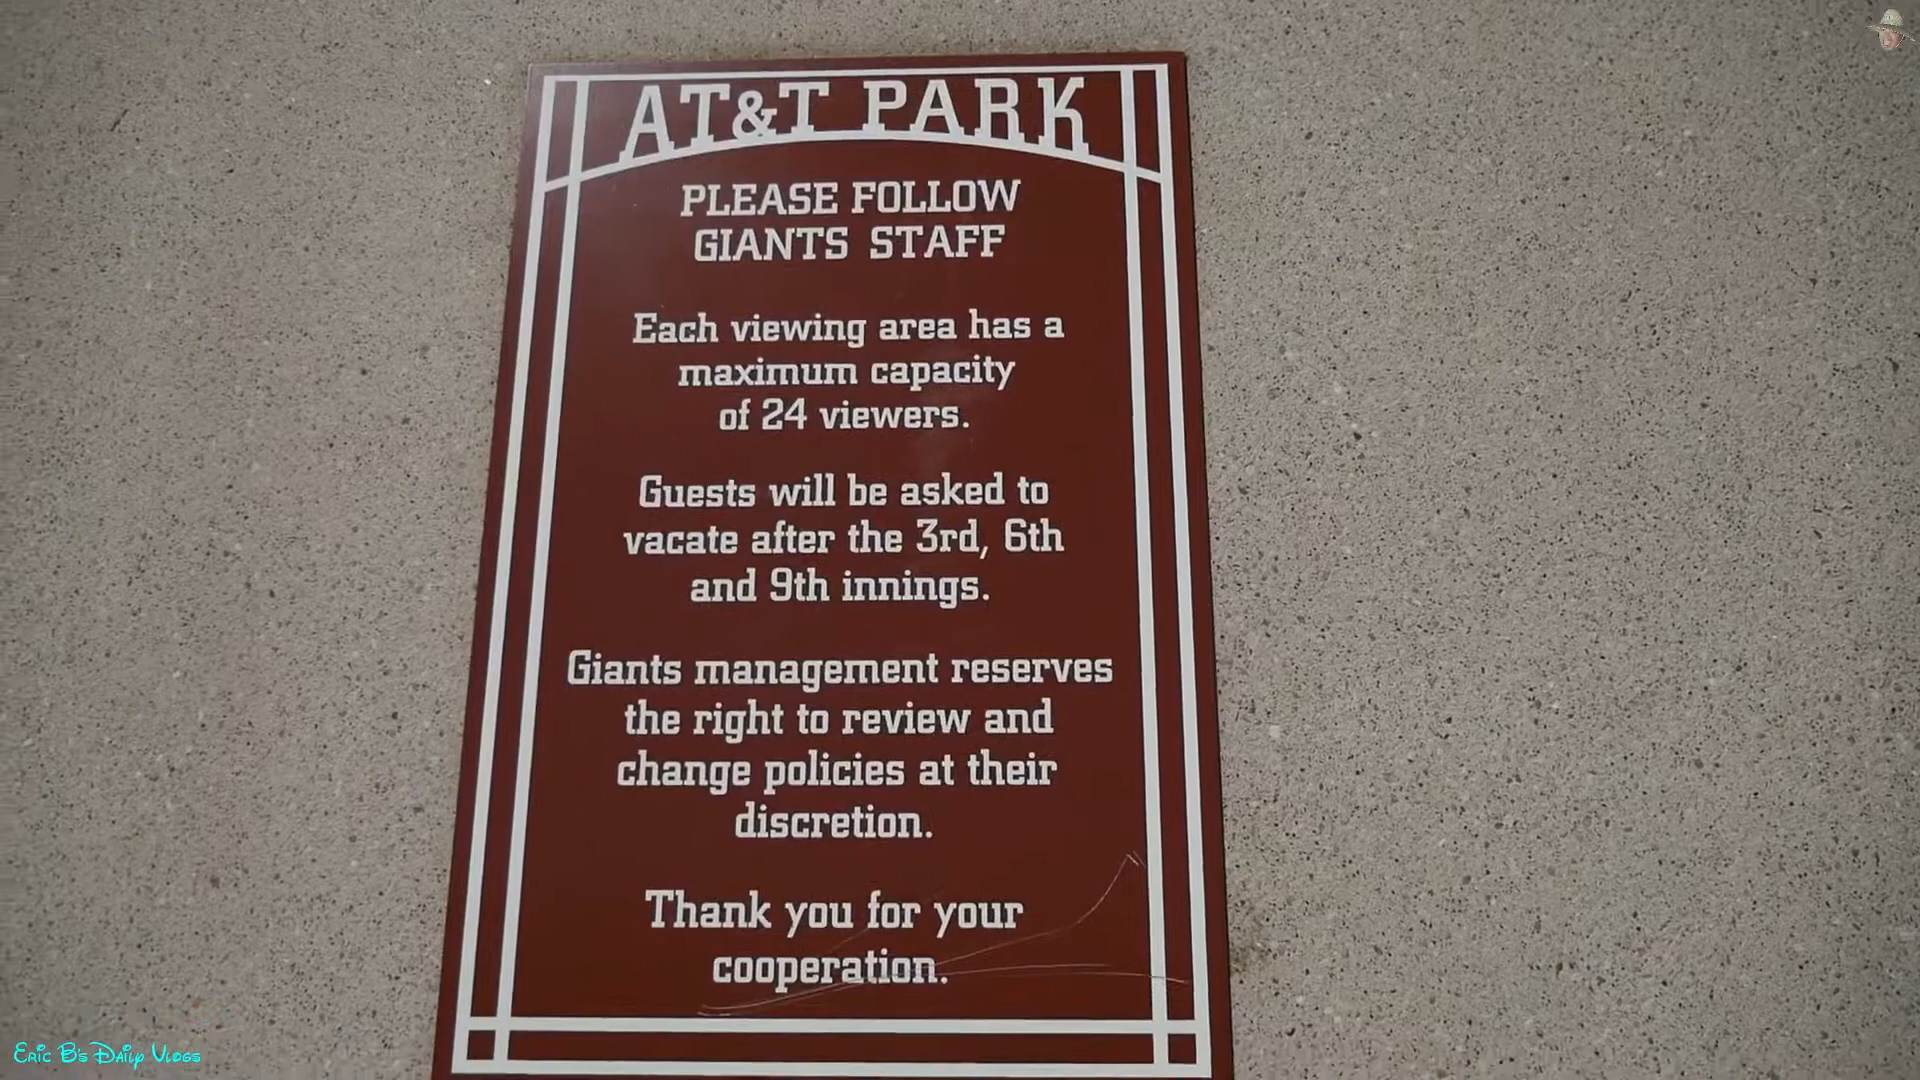 AT&T PARK
PLEASE FOLLOW
GIANTS STAFF
Each viewing area has a
maximum capacity
of 24 viewers.
Guests will be asked to
vacate after the 3rd, 6th
and 9th innings.
Giants management reserves
the right to review and
change policies at their
discretion.
Thank you for your
cooperation.
Eric B's Daily Vlogs